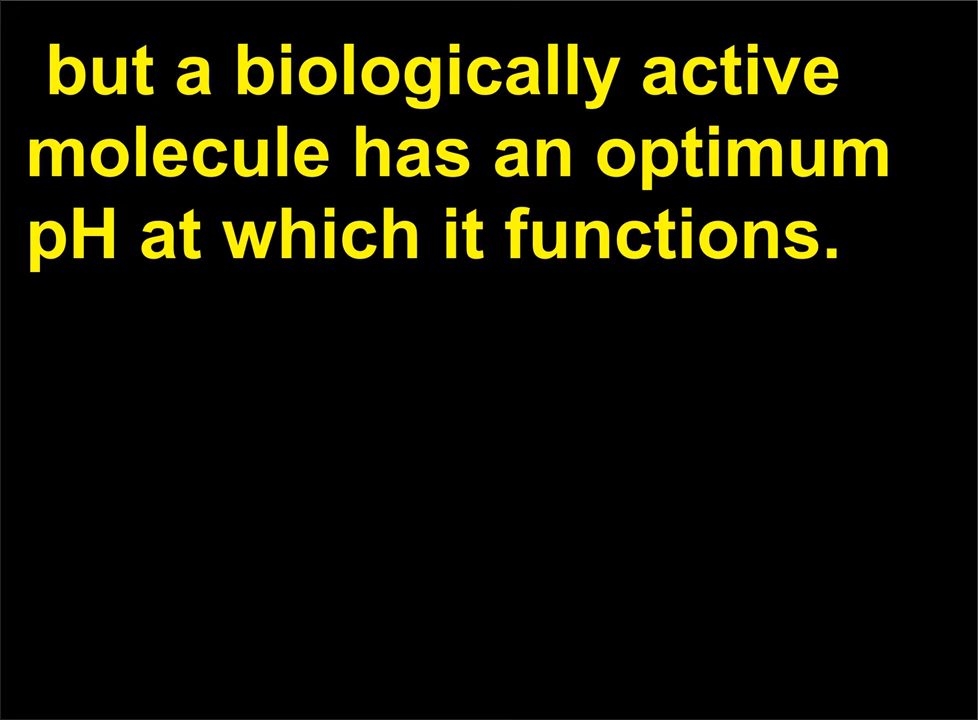 but a biologically active
molecule has an optimum
pH at which it functions.